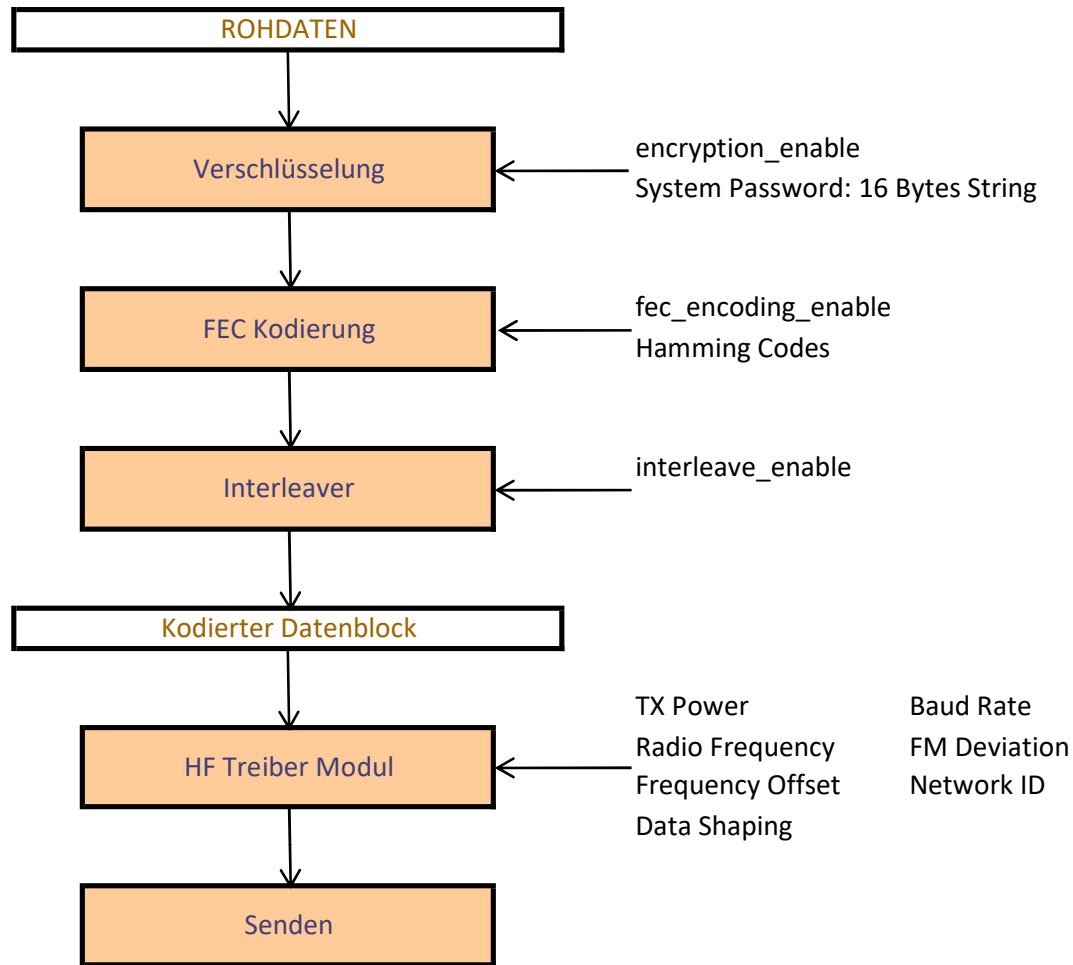 ROHDATEN
Verschlüsselung
encryption_enable
System Password: 16 Bytes String
FEC Kodierung
fec_encoding_enable
Hamming Codes
Interleaver
interleave_enable
Kodierter Datenblock
HF Treiber Modul
TX Power
Radio Frequency
Frequency Offset
Data Shaping
Baud Rate
FM Deviation
Network ID
Senden